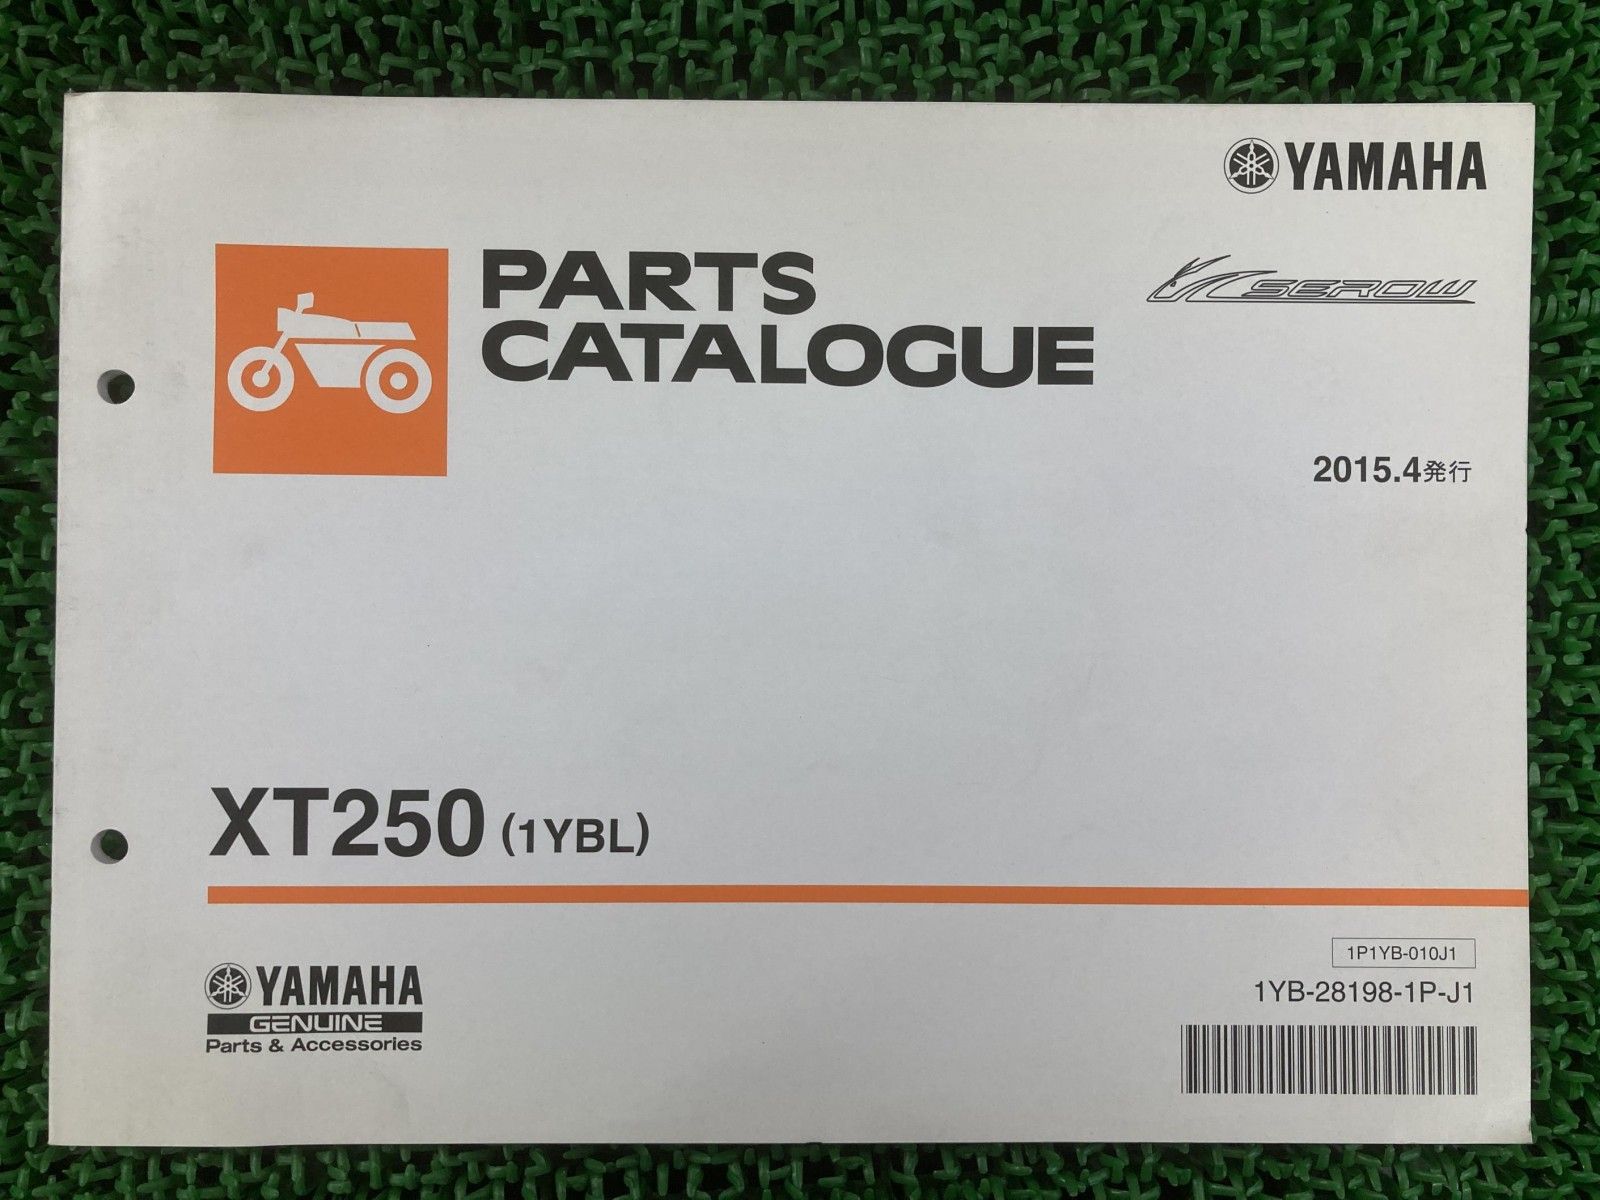 YAMAHA
PARTS
CATALOGUE
SEROW
2015.4発行
XT250 (1YBL)
1P1YB-010J1
1YB-28198-1P-J1
YAMAHA
GENUINE
Parts & Accessories